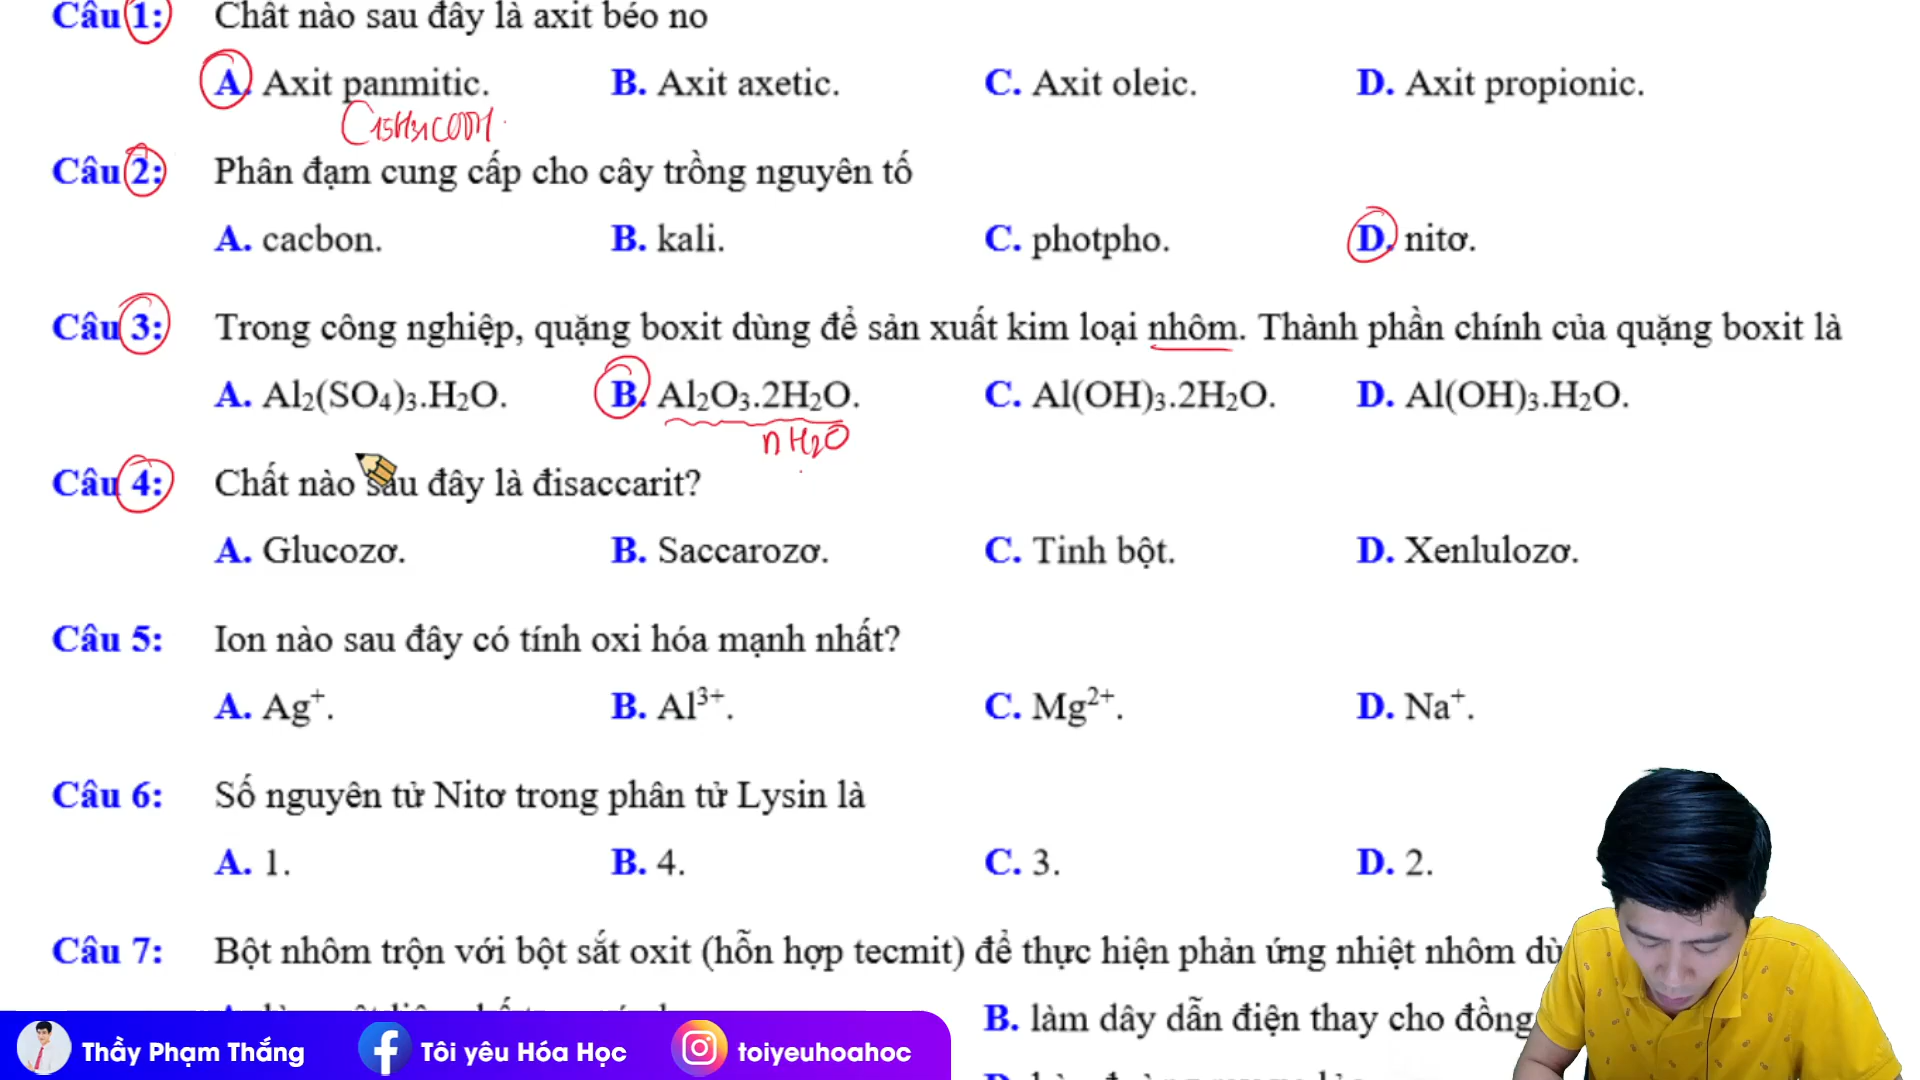 Câu 1: Chất nào sau đây là axit béo no
A. Axit panmitic. B. Axit axetic. C. Axit oleic. D. Axit propionic.
C15H31COOH
Câu 2: Phân đạm cung cấp cho cây trồng nguyên tố
A. cacbon. B. kali. C. photpho. D. nitơ.
Câu 3: Trong công nghiệp, quặng boxit dùng để sản xuất kim loại nhôm. Thành phần chính của quặng boxit là
A. Al₂(SO₄)₃.H₂O. B. Al₂O₃.2H₂O. C. Al(OH)₃.2H₂O. D. Al(OH)₃.H₂O.
nH₂O
Câu 4: Chất nào sau đây là đisaccarit?
A. Glucozơ. B. Saccarozơ. C. Tinh bột. D. Xenlulozơ.
Câu 5: Ion nào sau đây có tính oxi hóa mạnh nhất?
A. Ag⁺. B. Al³⁺. C. Mg²⁺. D. Na⁺.
Câu 6: Số nguyên tử Nitơ trong phân tử Lysin là
A. 1. B. 4. C. 3. D. 2.
Câu 7: Bột nhôm trộn với bột sắt oxit (hỗn hợp tecmit) để thực hiện phản ứng nhiệt nhôm
B. làm dây dẫn điện thay cho đồng
Thầy Phạm Thắng Tôi yêu Hóa Học toiyeuhoahoc